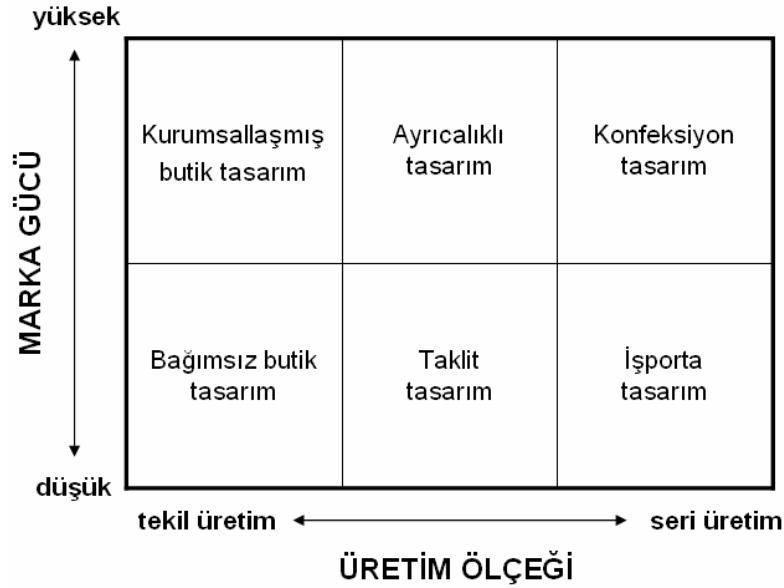 yüksek
Kurumsallaşmış
butik tasarım
Ayrıcalıklı
tasarım
Konfeksiyon
tasarım
MARKA GÜCÜ
Bağımsız butik
tasarım
Taklit
tasarım
İşporta
tasarım
düşük
tekil üretim
seri üretim
ÜRETİM ÖLÇEĞİ